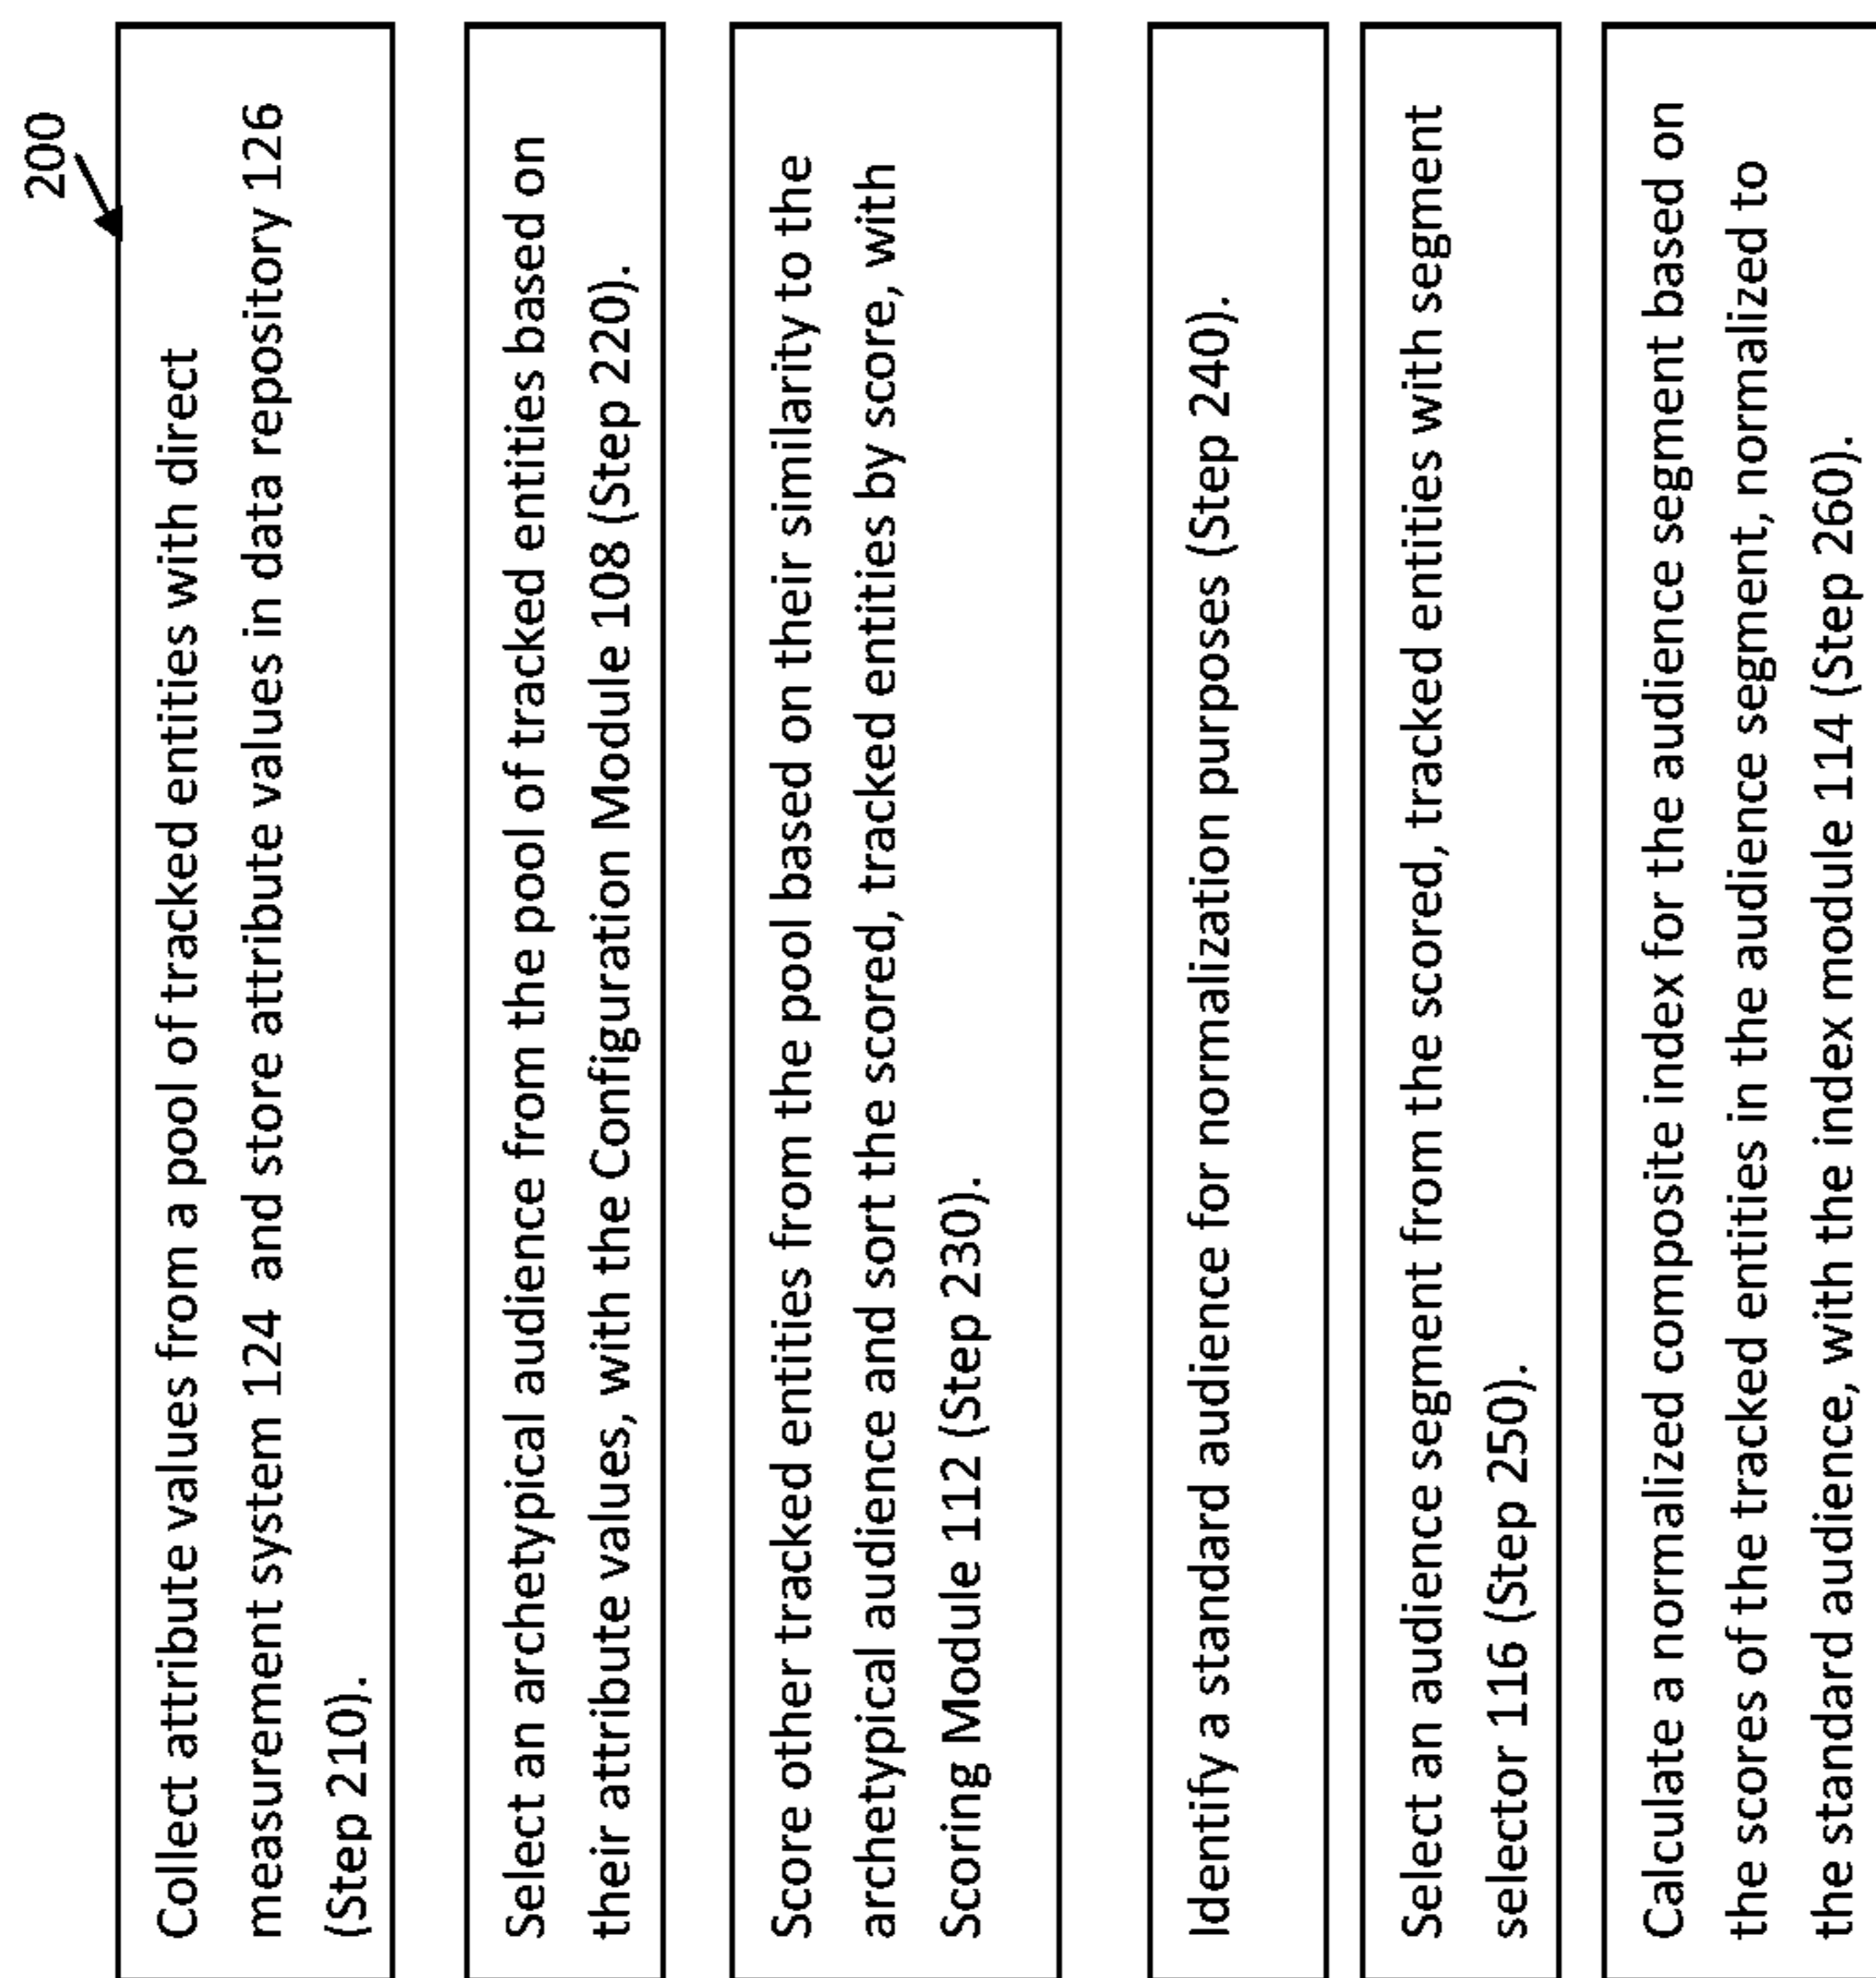 200
Collect attribute values from a pool of tracked entities with direct
measurement system 124 and store attribute values in data repository 126
(Step 210).
Select an archetypical audience from the pool of tracked entities based on
their attribute values, with the Configuration Module 108 (Step 220).
Score other tracked entities from the pool based on their similarity to the
archetypical audience and sort the scored, tracked entities by score, with
Scoring Module 112 (Step 230).
Identify a standard audience for normalization purposes (Step 240).
Select an audience segment from the scored, tracked entities with segment
selector 116 (Step 250).
Calculate a normalized composite index for the audience segment based on
the scores of the tracked entities in the audience segment, normalized to
the standard audience, with the index module 114 (Step 260).